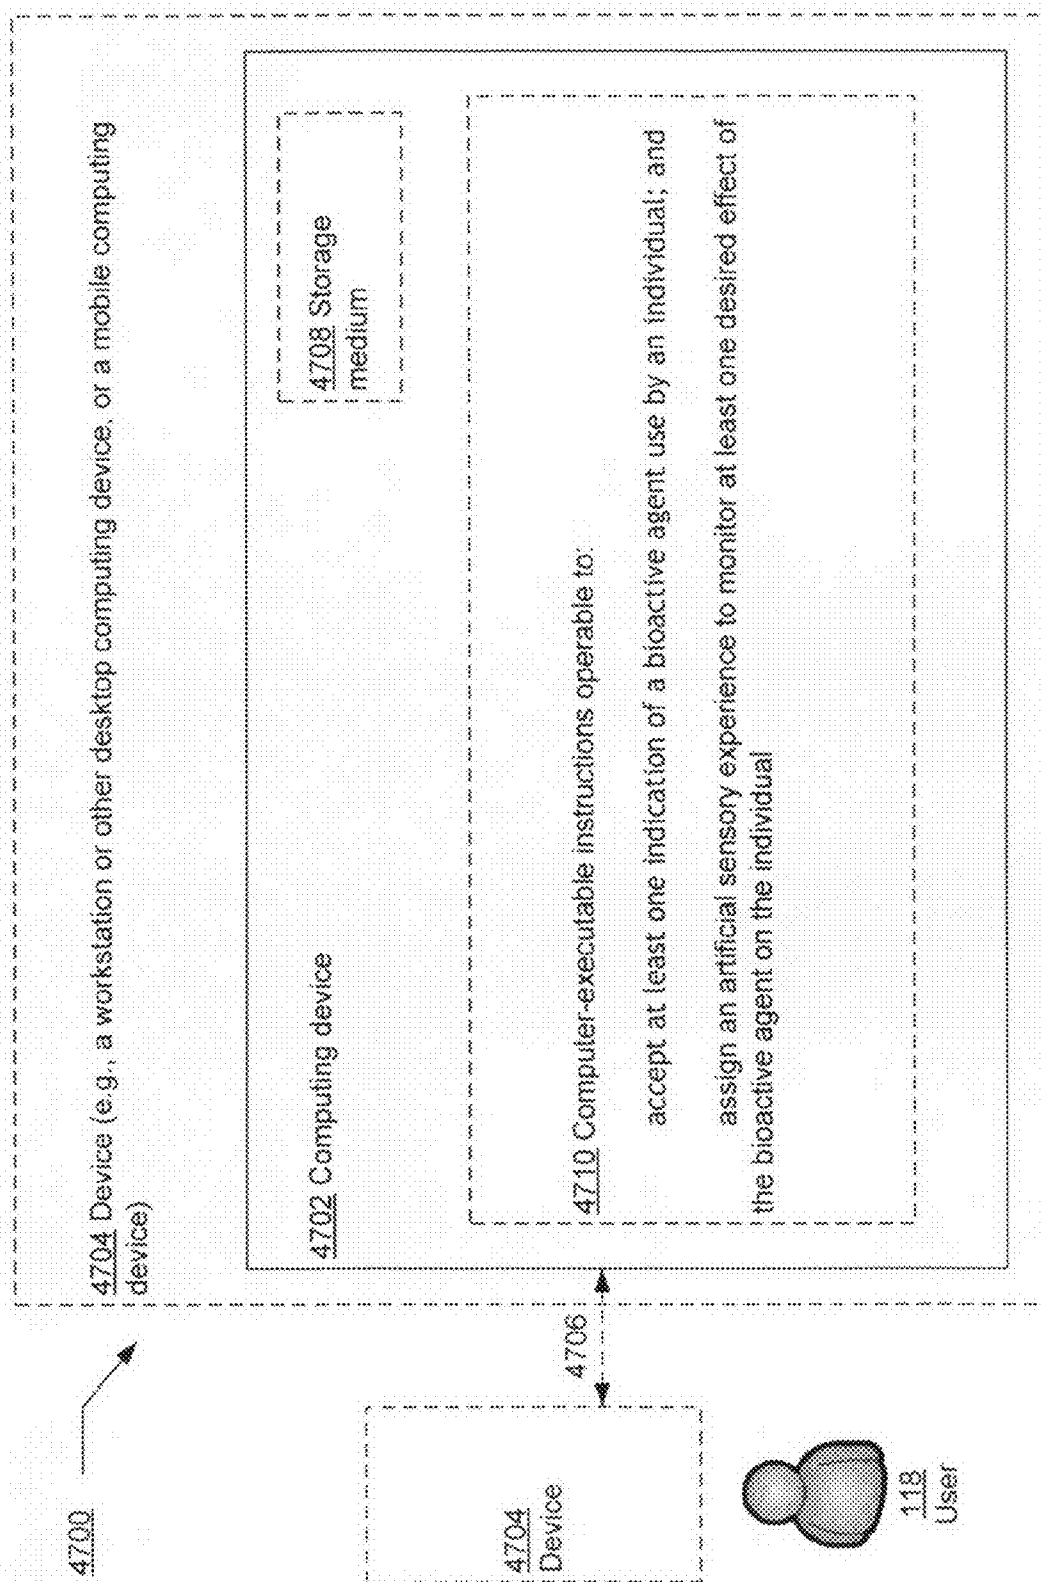 4700
4704 Device (e.g., a workstation or other desktop computing device, or a mobile computing
device)
4702 Computing device
4708 Storage
medium
4710 Computer-executable instructions operable to:
accept at least one indication of a bioactive agent use by an individual; and
assign an artificial sensory experience to monitor at least one desired effect of
the bioactive agent on the individual
4706
4704
Device
118
User